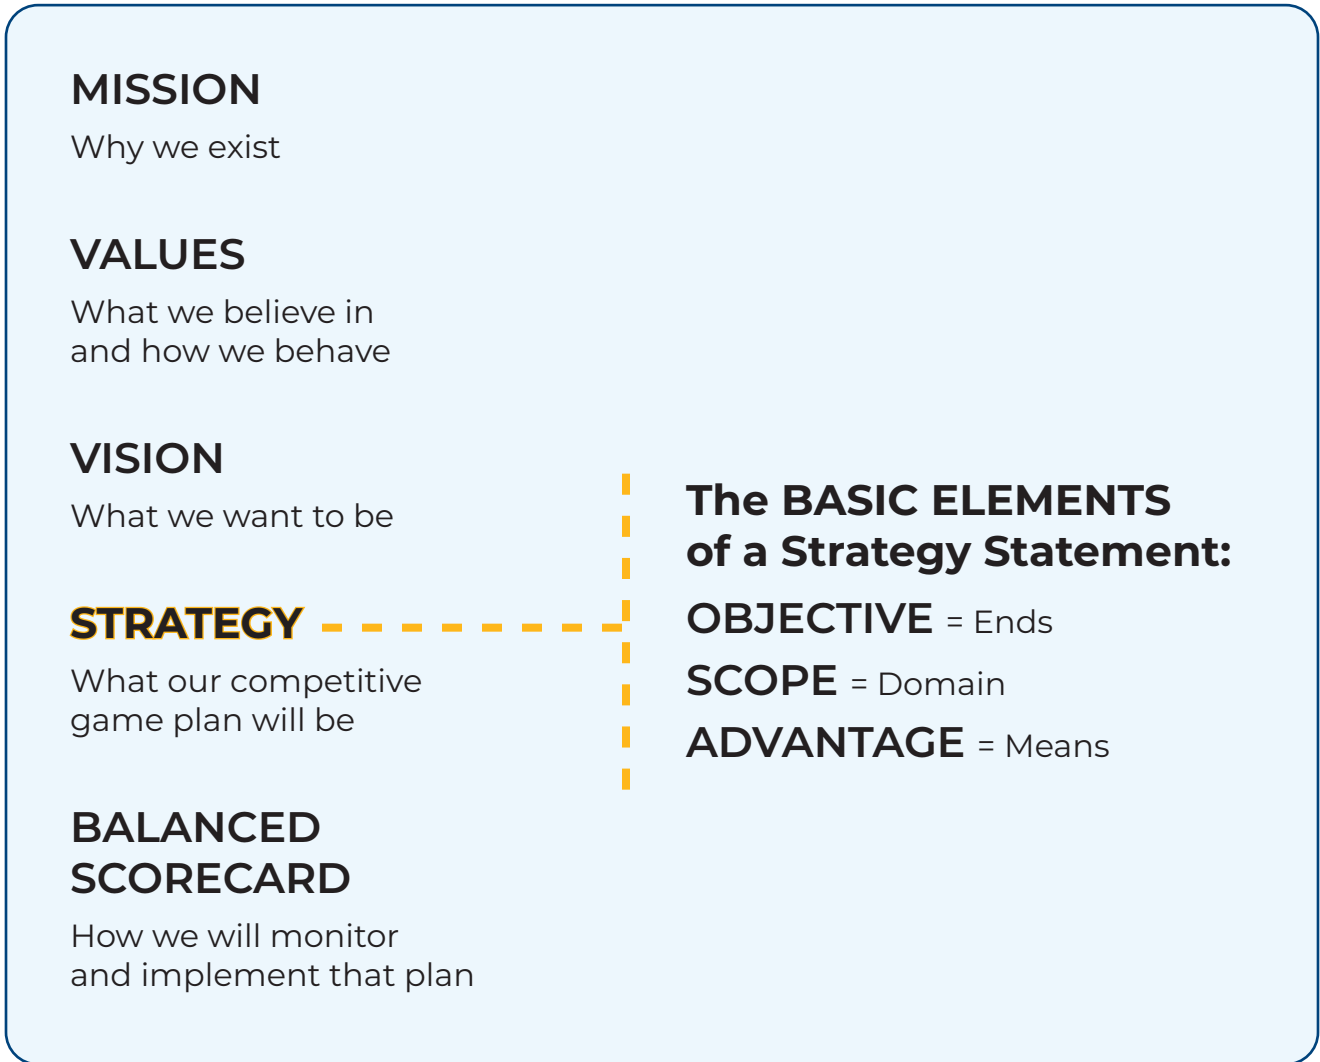 MISSION
Why we exist
VALUES
What we believe in
and how we behave
VISION
What we want to be
STRATEGY
What our competitive
game plan will be
BALANCED
SCORECARD
How we will monitor
and implement that plan
The BASIC ELEMENTS
of a Strategy Statement:
OBJECTIVE = Ends
SCOPE = Domain
ADVANTAGE = Means